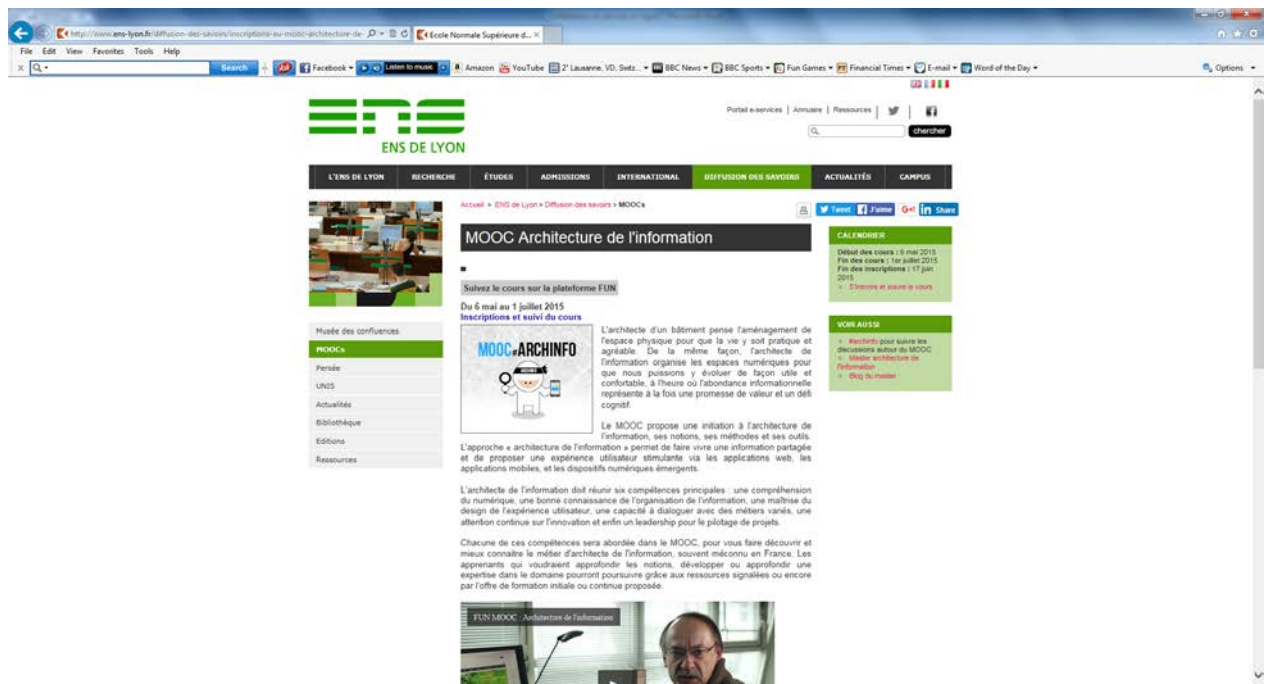 http://www.ens-lyon.fr/diffusion-des-savoirs/inscriptions-au-mooc-architecture-de-
Ecole Normale Supérieure d...
File Edit View Favorites Tools Help
Search Facebook Listen to music Amazon YouTube 2° Lausanne, VD, Switz... BBC News BBC Sports Fun Games Financial Times E-mail Word of the Day Options
Portail e-services | Annuaire | Ressources
chercher
ENS DE LYON
L'ENS DE LYON RECHERCHE ÉTUDES ADMISSIONS INTERNATIONAL DIFFUSION DES SAVOIRS ACTUALITÉS CAMPUS
Accueil > ENS de Lyon > Diffusion des savoirs > MOOCs
Tweet J'aime G+1 in Share
MOOC Architecture de l'information
Suivez le cours sur la plateforme FUN
Du 6 mai au 1 juillet 2015
Inscriptions et suivi du cours
MOOC#ARCHINFO
L'architecte d'un bâtiment pense l'aménagement de
l'espace physique pour que la vie y soit pratique et
agréable. De la même façon, l'architecte de
l'information organise les espaces numériques pour
que nous puissions y évoluer de façon utile et
confortable, à l'heure où l'abondance informationnelle
représente à la fois une promesse de valeur et un défi
cognitif.
Le MOOC propose une initiation à l'architecture de
l'information, ses notions, ses méthodes et ses outils.
L'approche « architecture de l'information » permet de faire vivre une information partagée
et de proposer une expérience utilisateur stimulante via les applications web, les
applications mobiles, et les dispositifs numériques émergents.
L'architecte de l'information doit réunir six compétences principales : une compréhension
du numérique, une bonne connaissance de l'organisation de l'information, une maîtrise du
design de l'expérience utilisateur, une capacité à dialoguer avec des métiers variés, une
attention continue sur l'innovation et enfin un leadership pour le pilotage de projets.
Chacune de ces compétences sera abordée dans le MOOC, pour vous faire découvrir et
mieux connaitre le métier d'architecte de l'information, souvent méconnu en France. Les
apprenants qui voudraient approfondir les notions, développer ou approfondir une
expertise dans le domaine pourront poursuivre grâce aux ressources signalées ou encore
par l'offre de formation initiale ou continue proposée.
FUN MOOC : Architecture de l'information
Musée des confluences
MOOCs
Persée
UNIS
Actualités
Bibliothèque
Editions
Ressources
CALENDRIER
Début des cours : 6 mai 2015
Fin des cours : 1er juillet 2015
Fin des inscriptions : 17 juin
2015
S'inscrire et suivre le cours
VOIR AUSSI
#archinfo pour suivre les
discussions autour du MOOC
Master architecture de
l'information
Blog du master